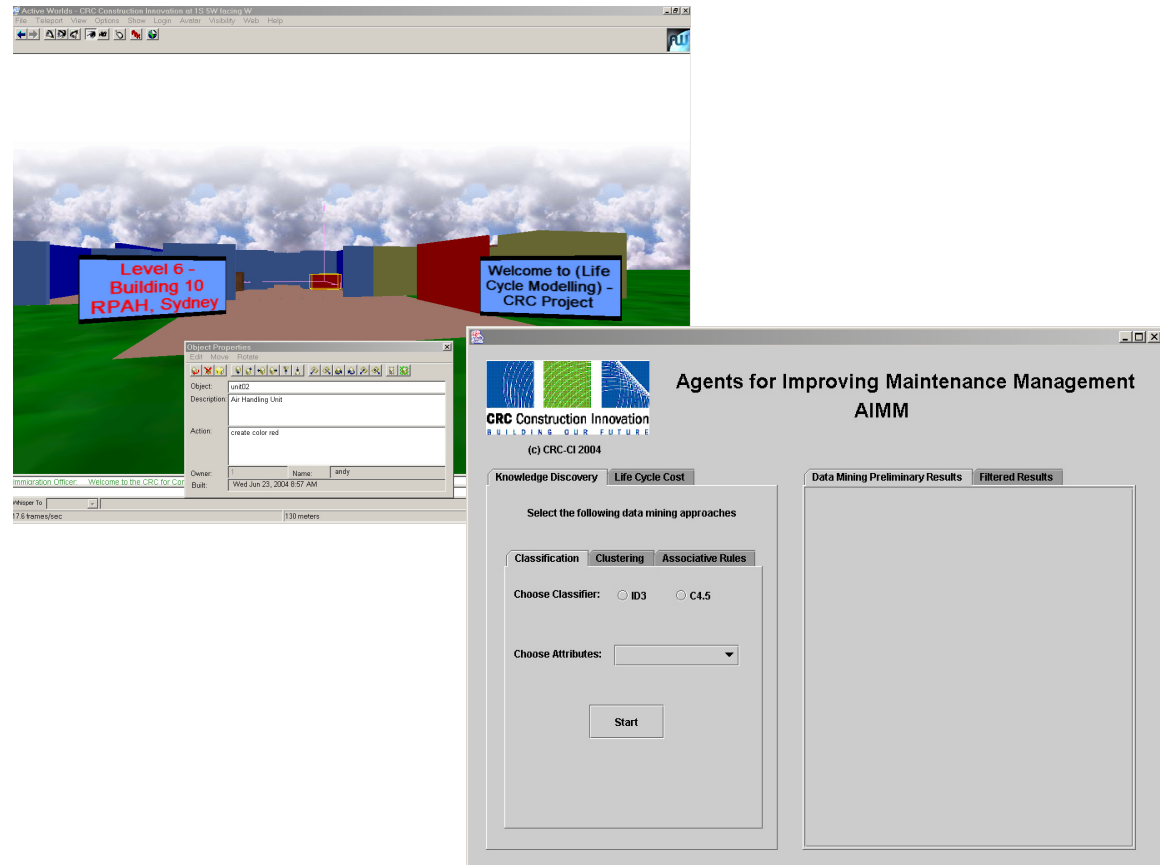 Active Worlds - CRC Construction Innovation at 1S 5W facing W
File Teleport View Options Show Login Avatar Visibility Web Help
Level 6 -
Building 10
RPAH, Sydney
Welcome to (Life
Cycle Modelling) -
CRC Project
Object Properties
Edit Move Rotate
Object: unit02
Description: Air Handling Unit
Action: create color red
Owner: 1 Name: andy
Built: Wed Jun 23, 2004 8:57 AM
Immigration Officer: Welcome to the CRC for Con
Whisper To
17.6 frames/sec 130 meters
CRC Construction Innovation
BUILDING OUR FUTURE
(c) CRC-CI 2004
Agents for Improving Maintenance Management
AIMM
Knowledge Discovery Life Cycle Cost
Select the following data mining approaches
Classification Clustering Associative Rules
Choose Classifier: ID3 C4.5
Choose Attributes:
Start
Data Mining Preliminary Results Filtered Results